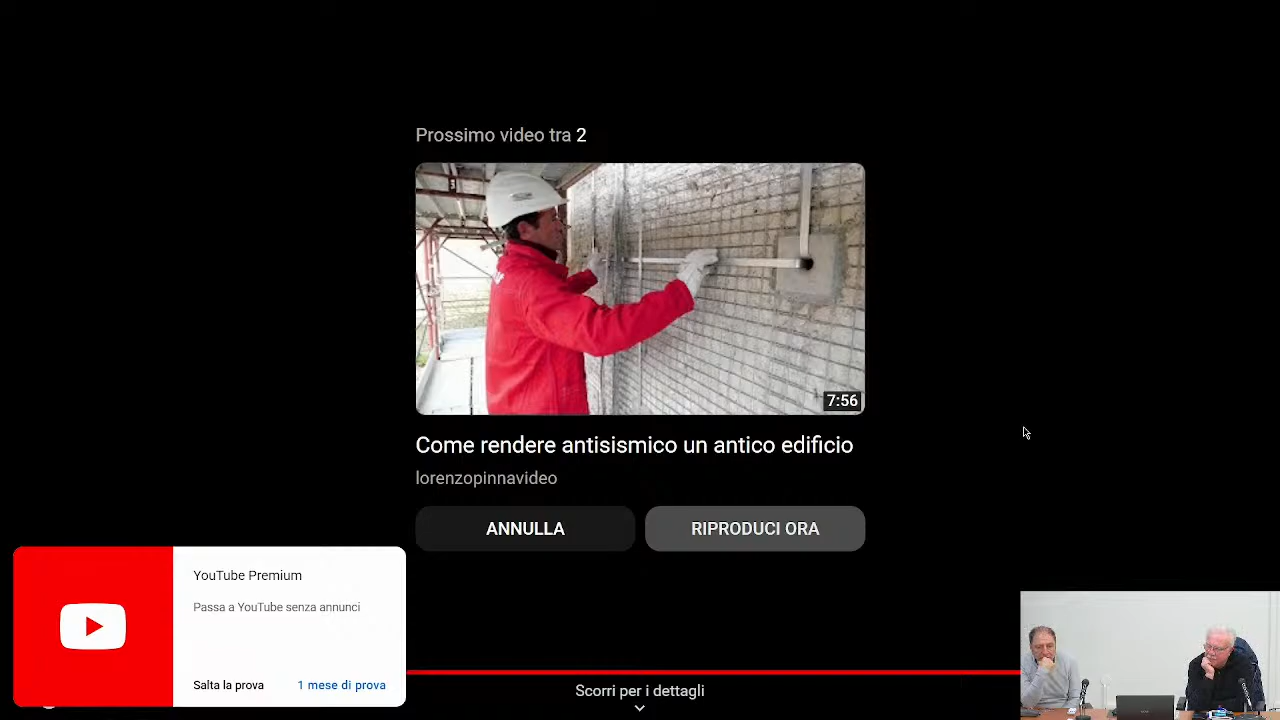 Prossimo video tra 2
7:56
Come rendere antisismico un antico edificio
lorenzopinnavideo
ANNULLA
RIPRODUCI ORA
YouTube Premium
Passa a YouTube senza annunci
Salta la prova
1 mese di prova
Scorri per i dettagli